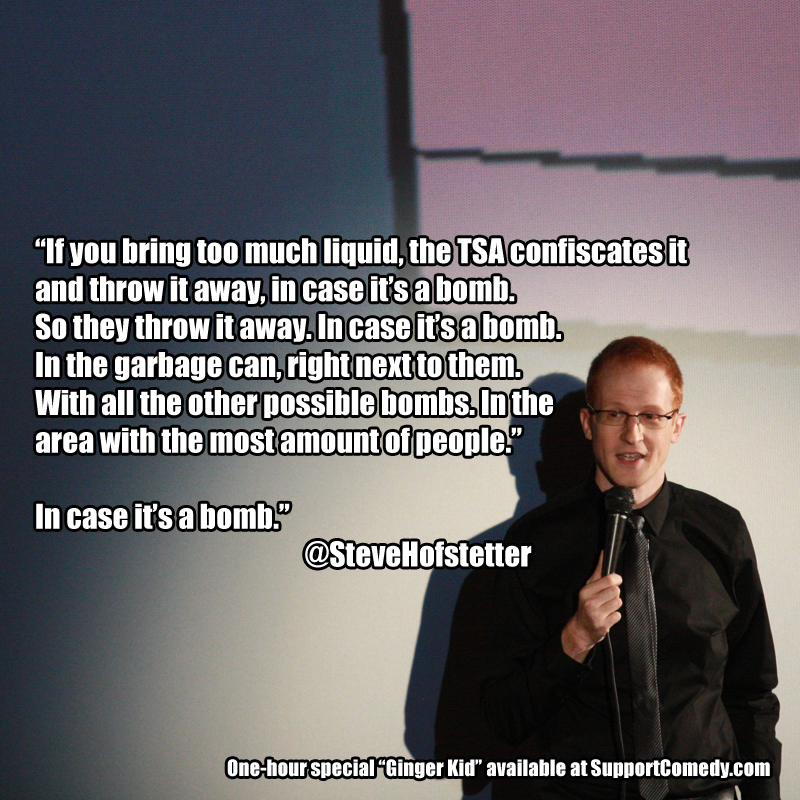 “If you bring too much liquid, the TSA confiscates it
and throw it away, in case it’s a bomb.
So they throw it away. In case it’s a bomb.
In the garbage can, right next to them.
With all the other possible bombs. In the
area with the most amount of people.”
In case it’s a bomb.”
@SteveHofstetter
One-hour special “Ginger Kid” available at SupportComedy.com